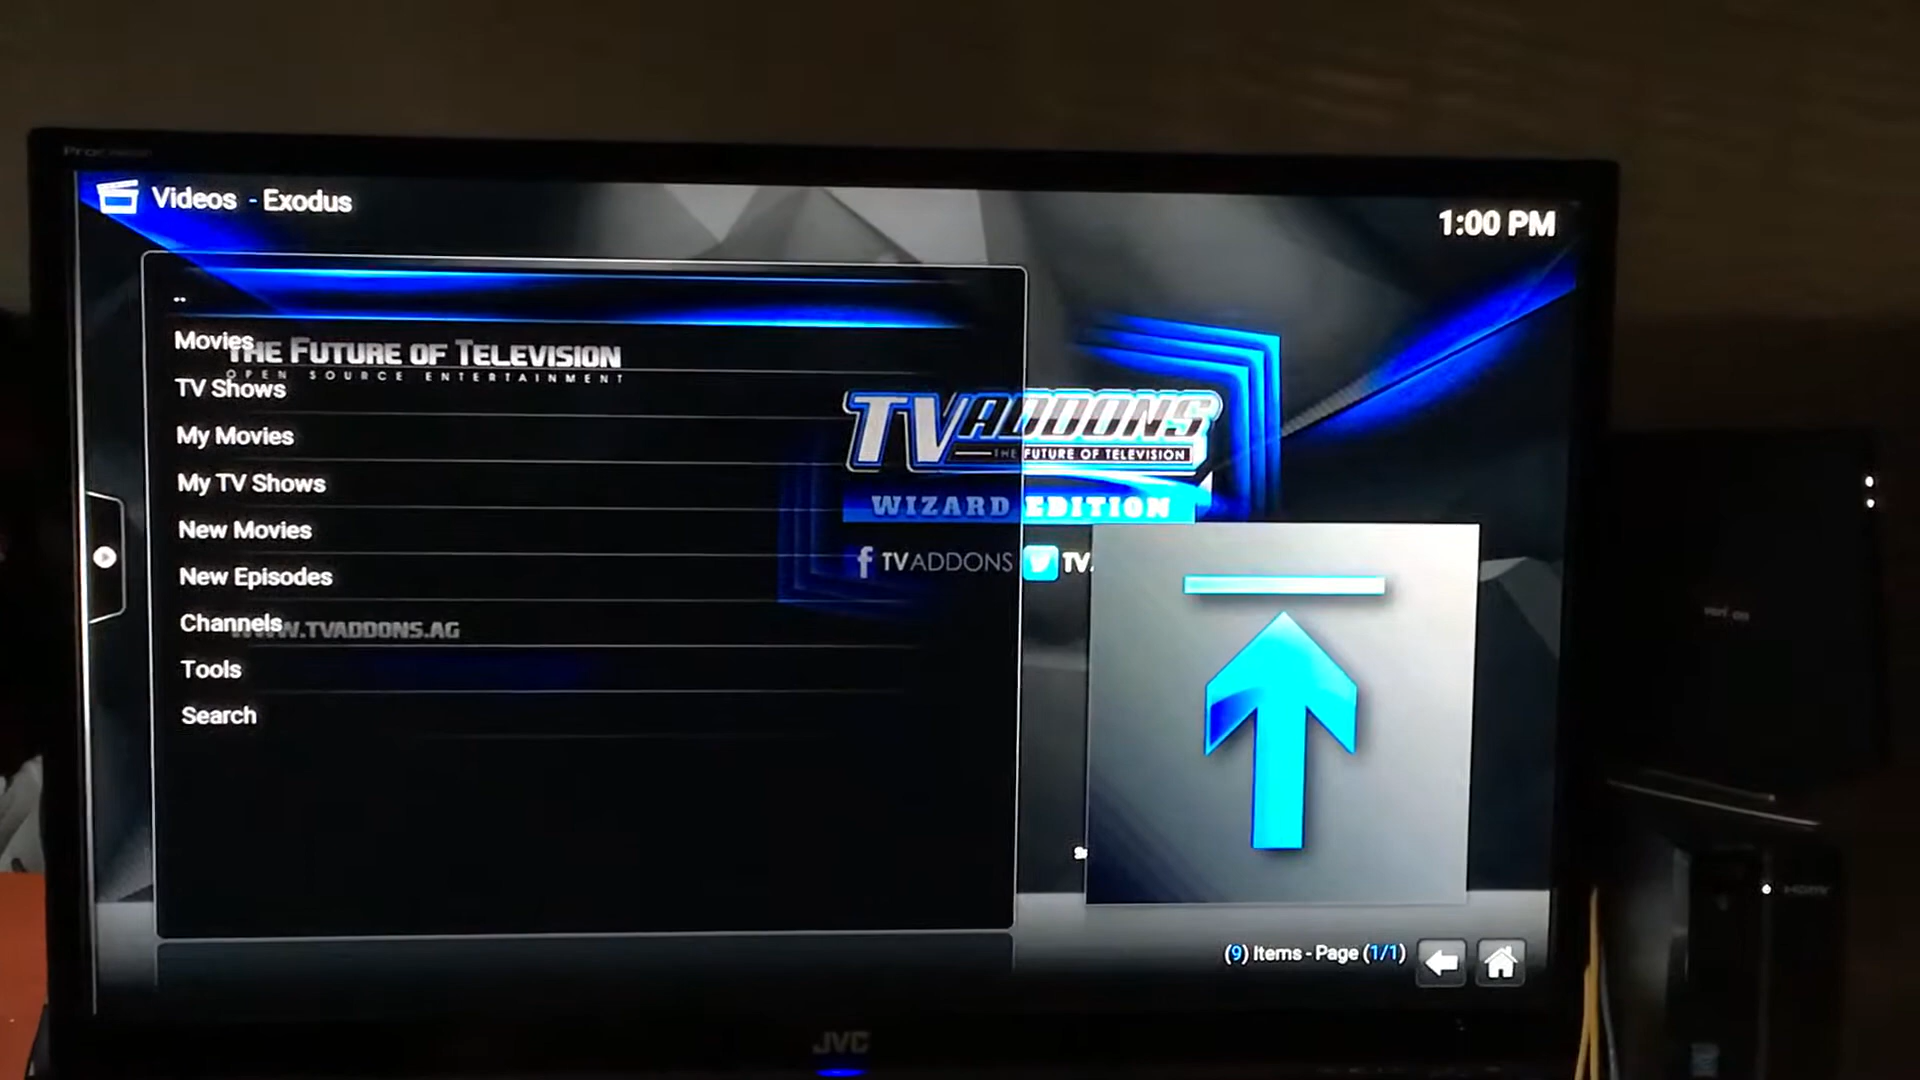 Videos - Exodus
1:00 PM
..
Movies
THE FUTURE OF TELEVISION
OPEN SOURCE ENTERTAINMENT
TV Shows
My Movies
My TV Shows
New Movies
New Episodes
Channels
WWW.TVADDONS.AG
Tools
Search
TVADDONS
THE FUTURE OF TELEVISION
WIZARD EDITION
f TVADDONS TV
(9) Items - Page (1/1)
JVC